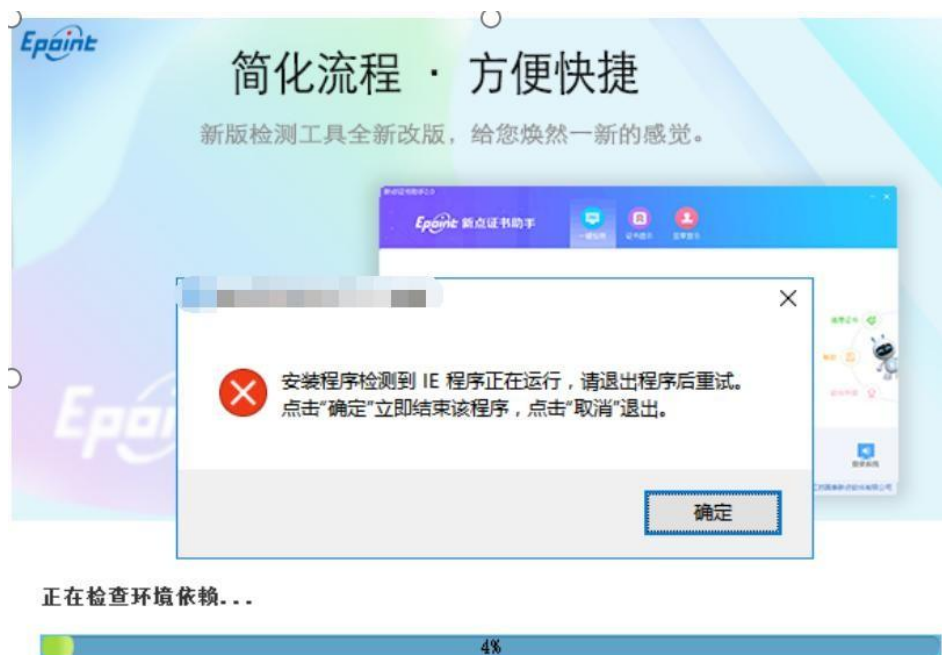 Epoint
简化流程 · 方便快捷
新版检测工具全新改版，给您焕然一新的感觉。
Epoint 新点证书助手
安装程序检测到 IE 程序正在运行，请退出程序后重试。
点击“确定”立即结束该程序，点击“取消”退出。
确定
正在检查环境依赖...
4%